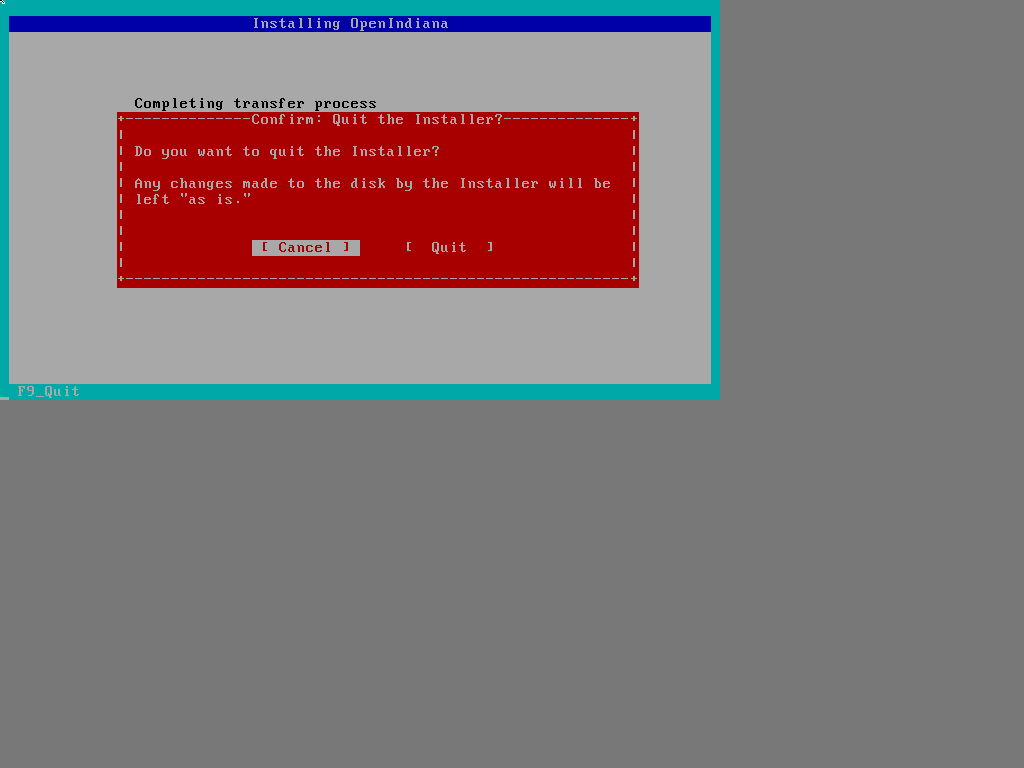 Installing OpenIndiana
Completing transfer process
Confirm: Quit the Installer?
Do you want to quit the Installer?
Any changes made to the disk by the Installer will be
left "as is."
[ Cancel ] [ Quit ]
F9_Quit